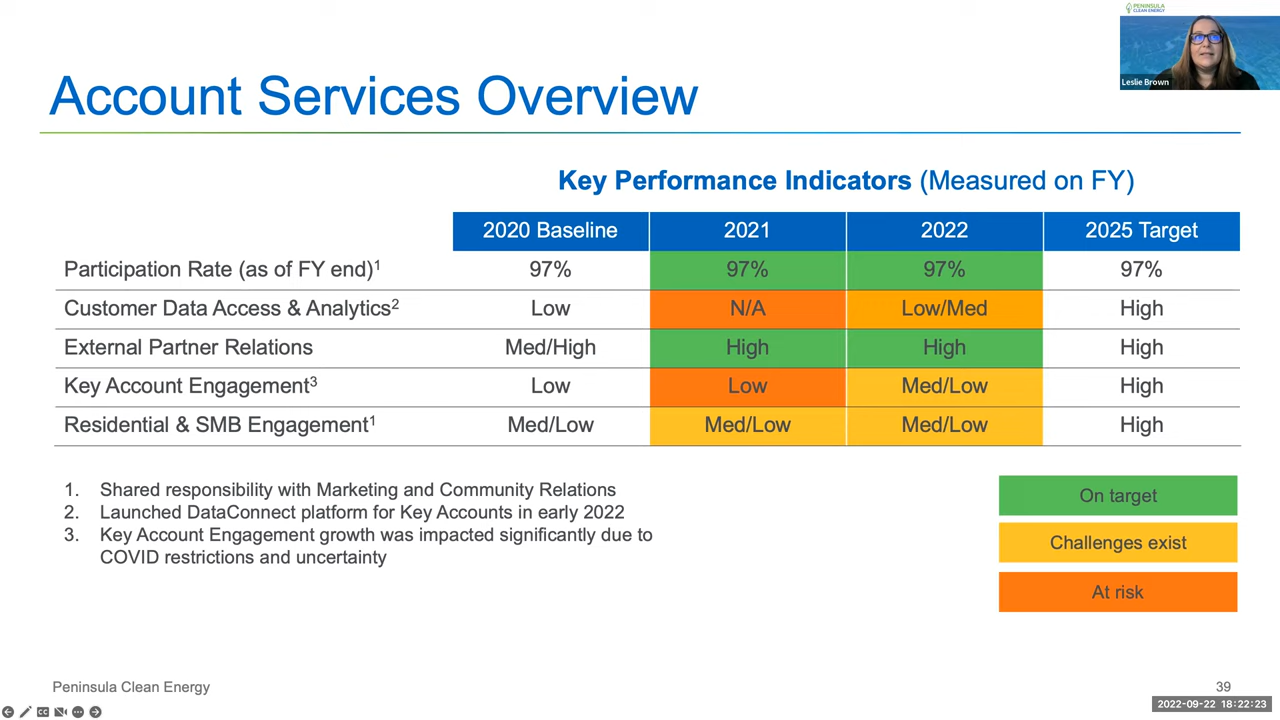 PENINSULA
CLEAN ENERGY
Leslie Brown
Account Services Overview
Key Performance Indicators (Measured on FY)
2020 Baseline 2021 2022 2025 Target
Participation Rate (as of FY end)1 97% 97% 97% 97%
Customer Data Access & Analytics2 Low N/A Low/Med High
External Partner Relations Med/High High High High
Key Account Engagement3 Low Low Med/Low High
Residential & SMB Engagement1 Med/Low Med/Low Med/Low High
1. Shared responsibility with Marketing and Community Relations
2. Launched DataConnect platform for Key Accounts in early 2022
3. Key Account Engagement growth was impacted significantly due to
COVID restrictions and uncertainty
On target
Challenges exist
At risk
Peninsula Clean Energy
39
CC
2022-09-22 18:22:23